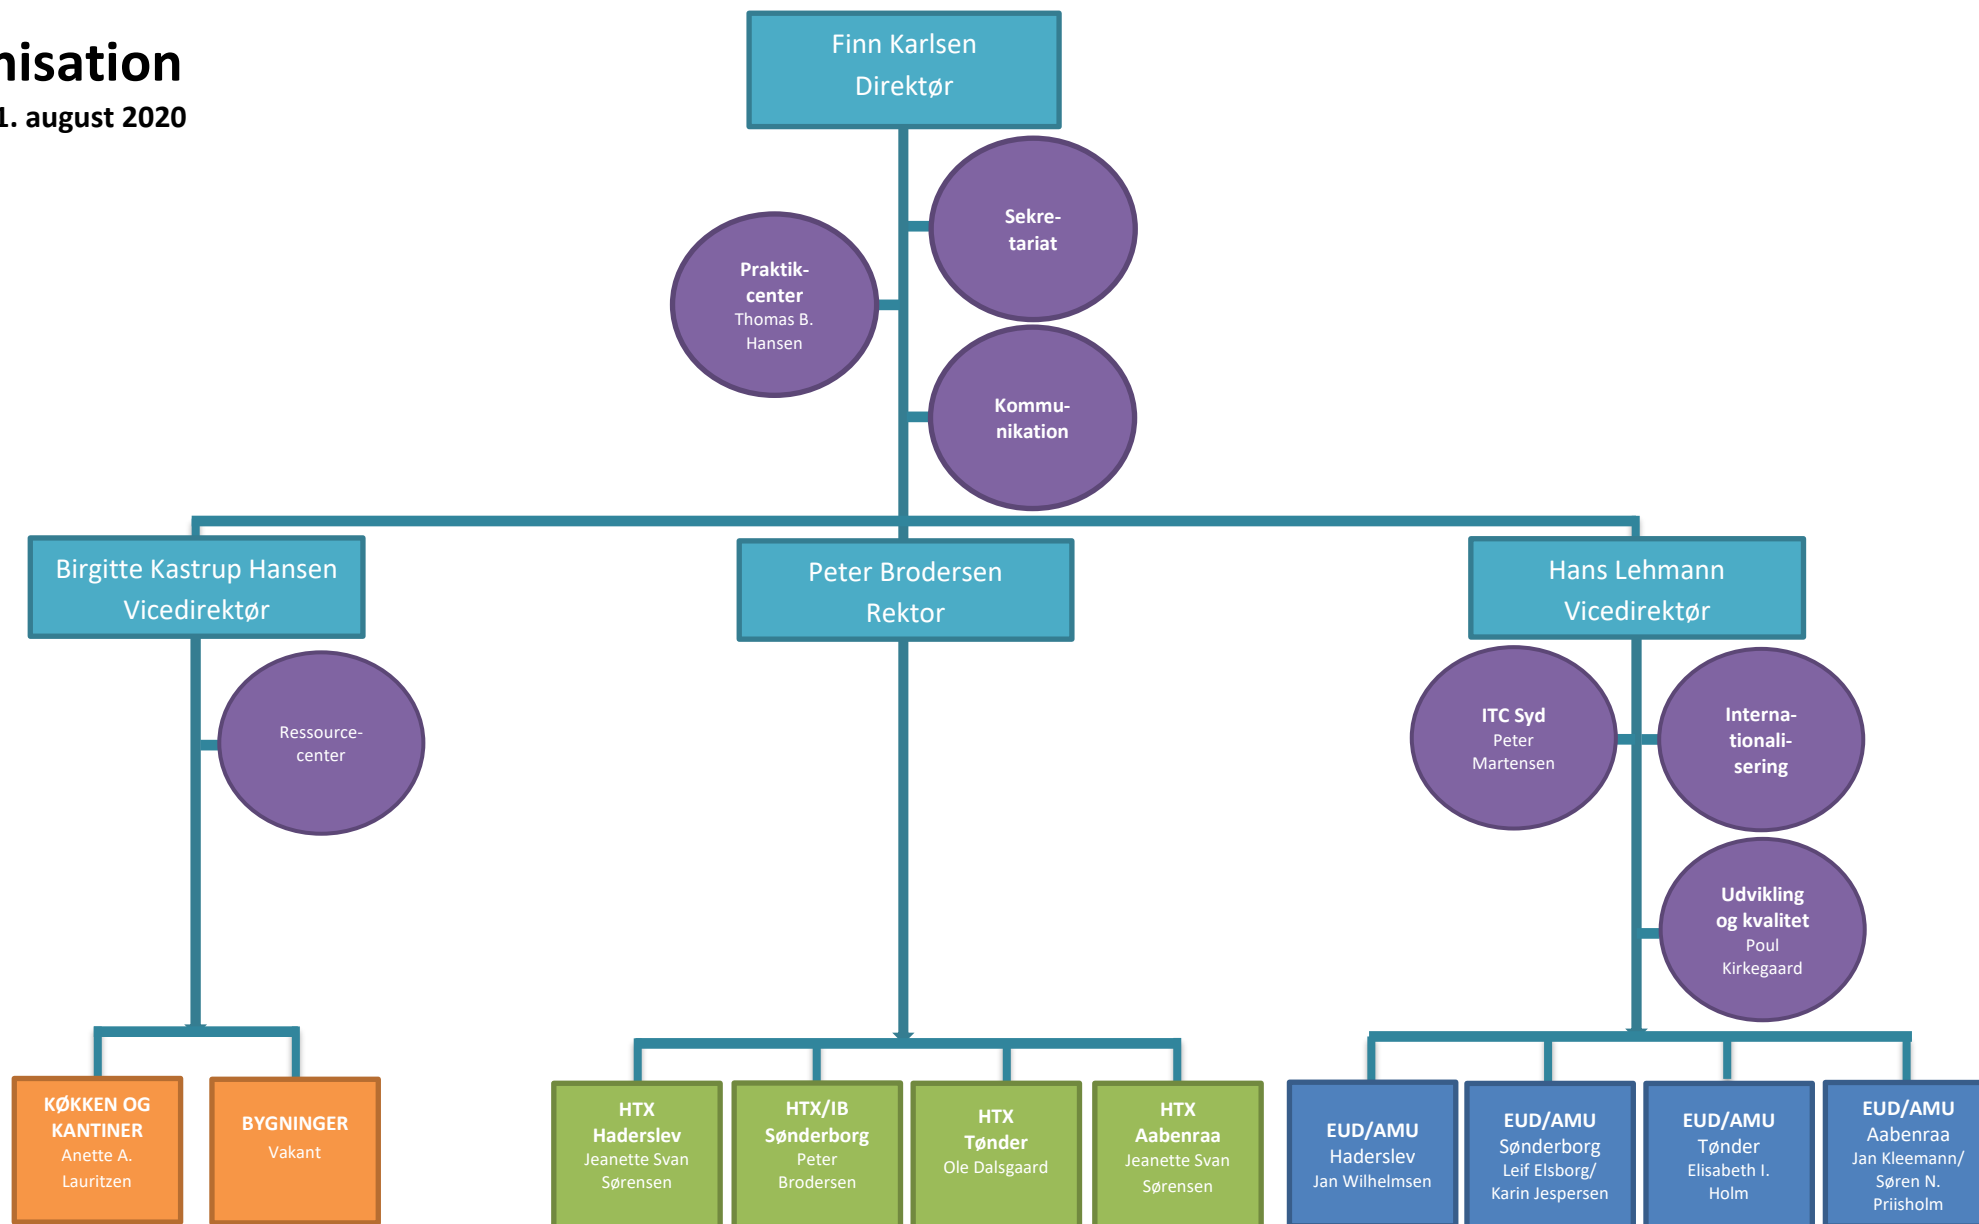 nisation
1. august 2020
Finn Karlsen
Direktør
Sekre-
tariat
Praktik-
center
Thomas B.
Hansen
Kommu-
nikation
Birgitte Kastrup Hansen
Vicedirektør
Peter Brodersen
Rektor
Hans Lehmann
Vicedirektør
Ressource-
center
ITC Syd
Peter
Martensen
Interna-
tionali-
sering
Udvikling
og kvalitet
Poul
Kirkegaard
KØKKEN OG
KANTINER
Anette A.
Lauritzen
BYGNINGER
Vakant
HTX
Haderslev
Jeanette Svan
Sørensen
HTX/IB
Sønderborg
Peter
Brodersen
HTX
Tønder
Ole Dalsgaard
HTX
Aabenraa
Jeanette Svan
Sørensen
EUD/AMU
Haderslev
Jan Wilhelmsen
EUD/AMU
Sønderborg
Leif Elsborg/
Karin Jespersen
EUD/AMU
Tønder
Elisabeth I.
Holm
EUD/AMU
Aabenraa
Jan Kleemann/
Søren N.
Priisholm